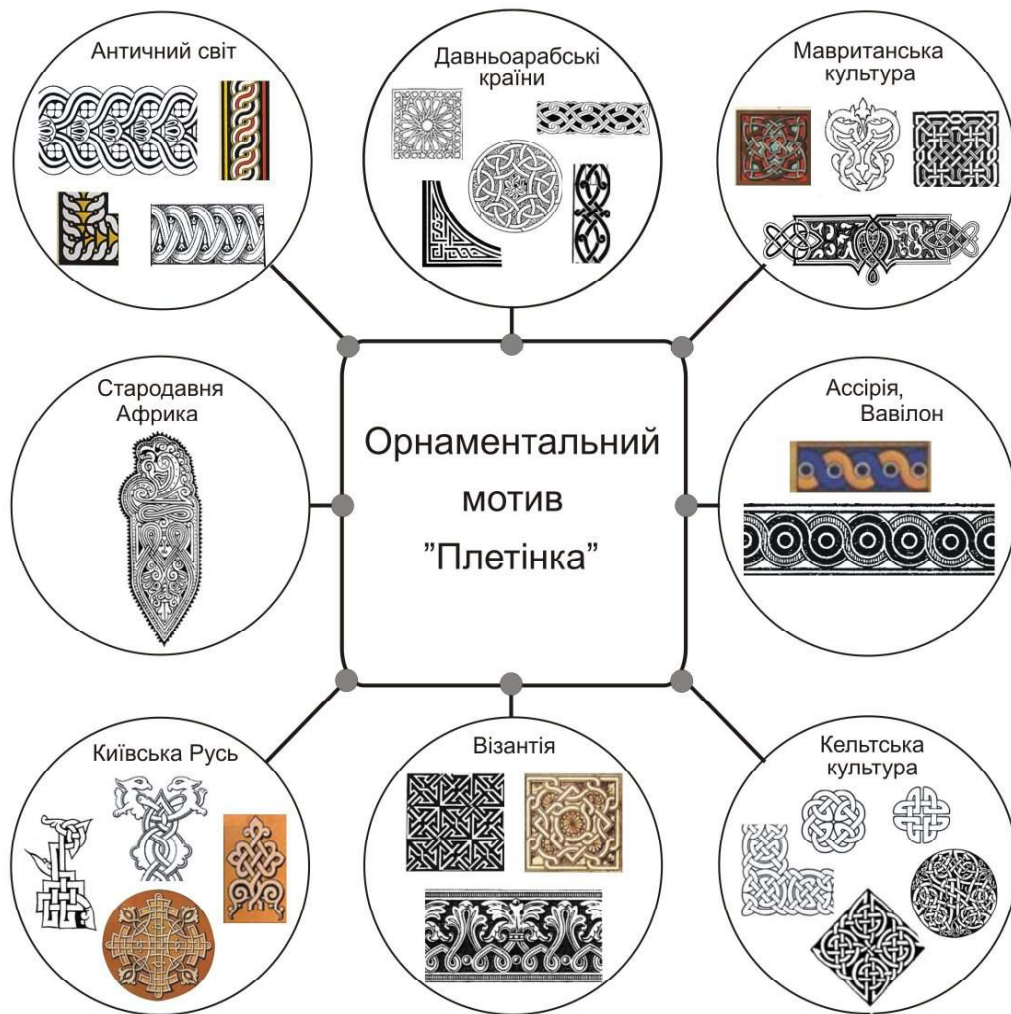 Античний світ
Давньоарабські
країни
Мавританська
культура
Стародавня
Африка
Орнаментальний
мотив
”Плетінка”
Ассірія,
Вавілон
Київська Русь
Візантія
Кельтська
культура